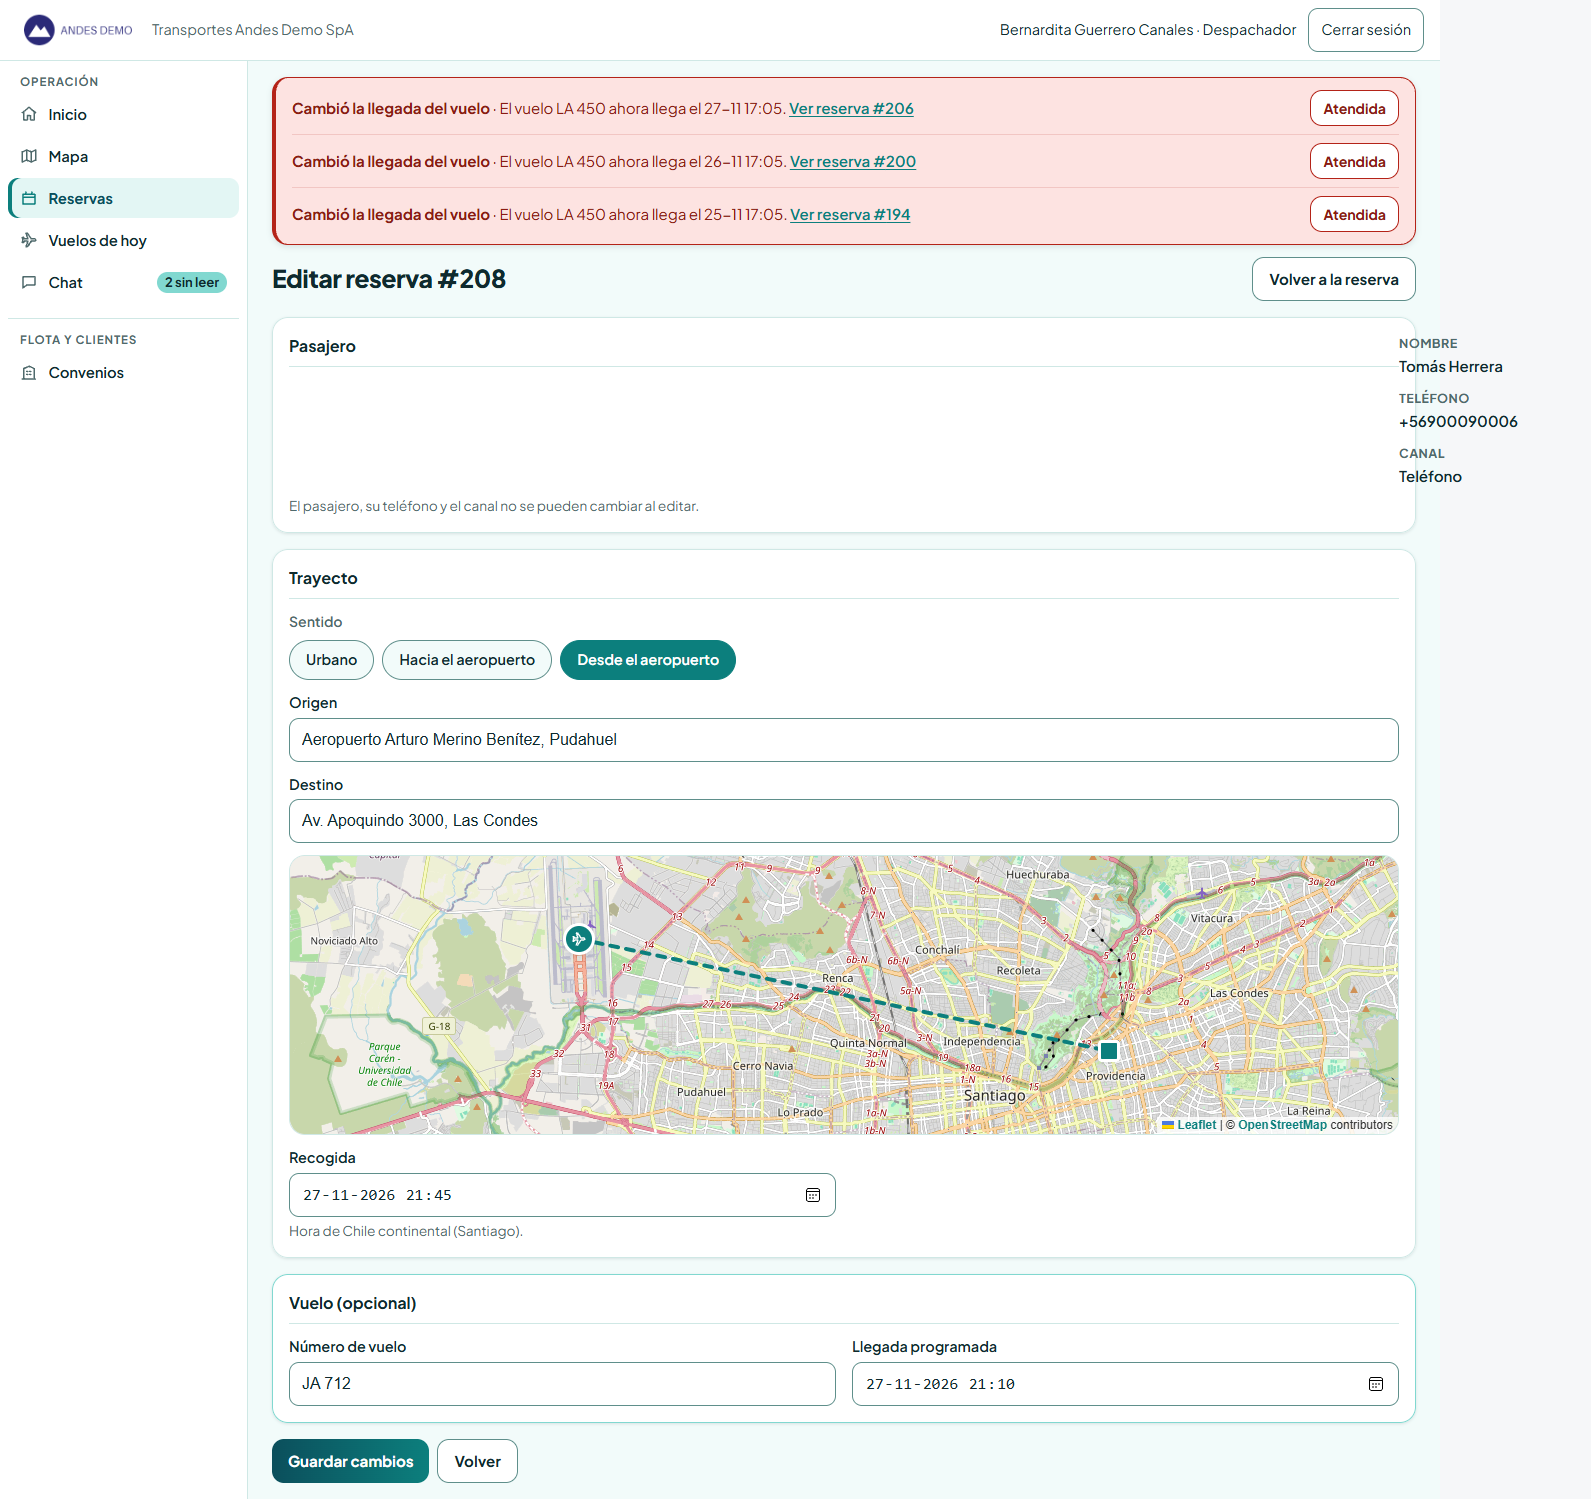 ANDES DEMO
Transportes Andes Demo SpA
Bernardita Guerrero Canales · Despachador
Cerrar sesión
OPERACIÓN
Inicio
Mapa
Reservas
Vuelos de hoy
Chat
2 sin leer
FLOTA Y CLIENTES
Convenios
Cambió la llegada del vuelo · El vuelo LA 450 ahora llega el 27-11 17:05. Ver reserva #206
Atendida
Cambió la llegada del vuelo · El vuelo LA 450 ahora llega el 26-11 17:05. Ver reserva #200
Atendida
Cambió la llegada del vuelo · El vuelo LA 450 ahora llega el 25-11 17:05. Ver reserva #194
Atendida
Editar reserva #208
Volver a la reserva
Pasajero
NOMBRE
Tomás Herrera
TELÉFONO
+56900090006
CANAL
Teléfono
El pasajero, su teléfono y el canal no se pueden cambiar al editar.
Trayecto
Sentido
Urbano
Hacia el aeropuerto
Desde el aeropuerto
Origen
Aeropuerto Arturo Merino Benítez, Pudahuel
Destino
Av. Apoquindo 3000, Las Condes
Huechuraba
Vitacura
Noviciado Alto
Conchalí
Renca
Recoleta
Las Condes
G-18
Parque
Carén -
Universidad
de Chile
Quinta Normal
Independencia
Cerro Navia
Providencia
Pudahuel
Santiago
Lo Prado
La Reina
Leaflet | © OpenStreetMap contributors
Recogida
27-11-2026 21:45
Hora de Chile continental (Santiago).
Vuelo (opcional)
Número de vuelo
Llegada programada
JA 712
27-11-2026 21:10
Guardar cambios
Volver